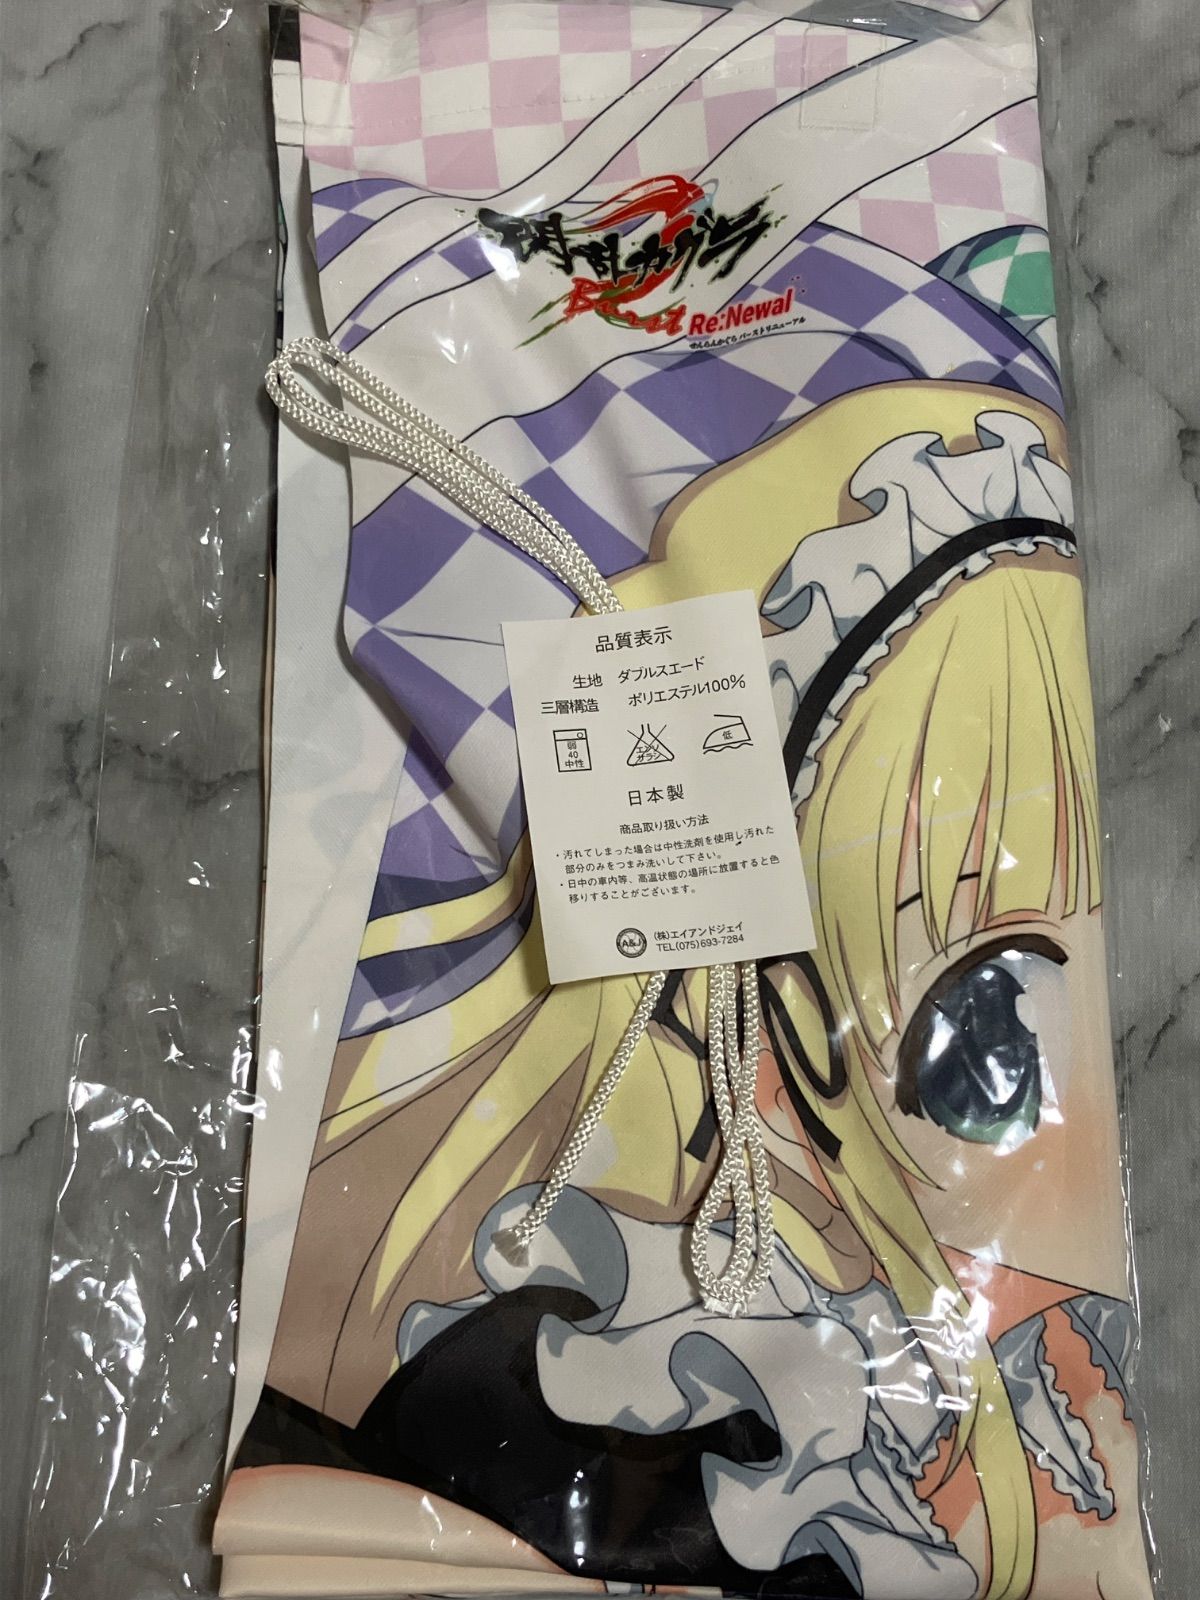 閃乱カグラ
Burst Re:Newal
せんらんかぐら バーストリニューアル
品質表示
生地 ダブルスエード
三層構造 ポリエステル100%
弱
40
中性
エンソ
サラシ
低
日本製
商品取り扱い方法
・汚れてしまった場合は中性洗剤を使用し汚れた
部分のみをつまみ洗いして下さい。
・日中の車内等、高温状態の場所に放置すると色
移りすることがございます。
A&J
(株)エイアンドジェイ
TEL(075)693-7284